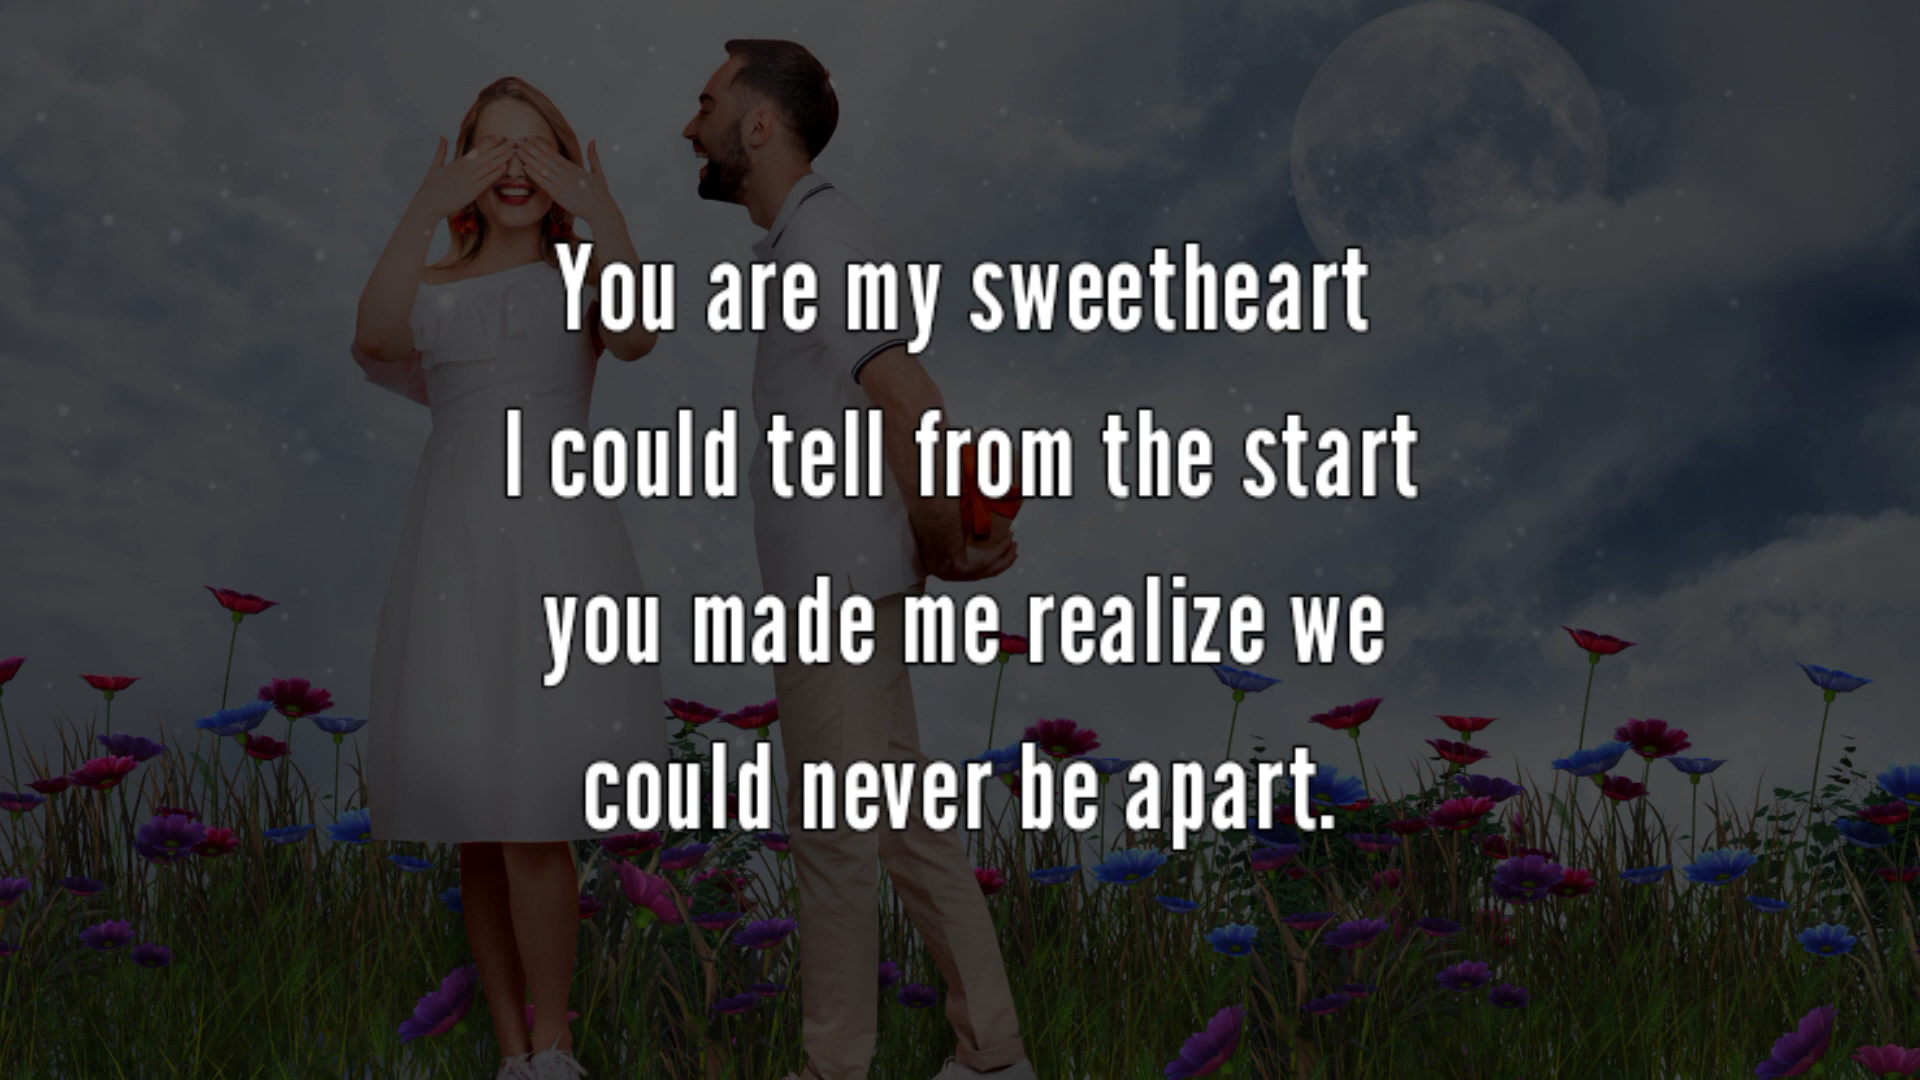 You are my sweetheart
I could tell from the start
you made me realize we
could never be apart.